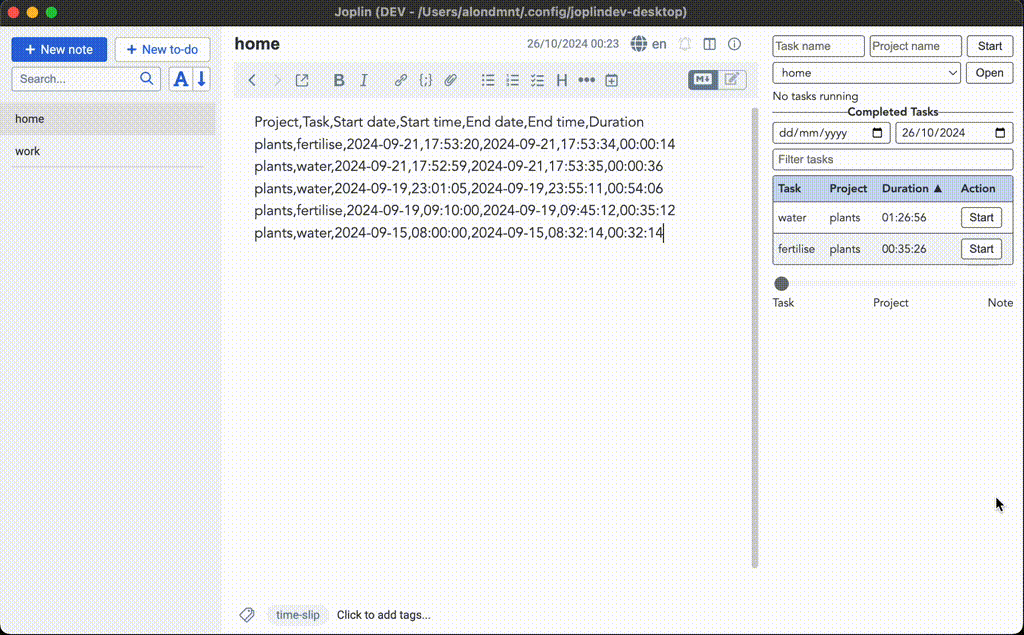 Joplin (DEV - /Users/alondmnt/.config/joplindev-desktop)
+ New note
+ New to-do
Search...
A
home
work
home
26/10/2024 00:23
en
B I H
M
Project,Task,Start date,Start time,End date,End time,Duration
plants,fertilise,2024-09-21,17:53:20,2024-09-21,17:53:34,00:00:14
plants,water,2024-09-21,17:52:59,2024-09-21,17:53:35,00:00:36
plants,water,2024-09-19,23:01:05,2024-09-19,23:55:11,00:54:06
plants,fertilise,2024-09-19,09:10:00,2024-09-19,09:45:12,00:35:12
plants,water,2024-09-15,08:00:00,2024-09-15,08:32:14,00:32:14
time-slip
Click to add tags...
Task name
Project name
Start
home
Open
No tasks running
Completed Tasks
dd/mm/yyyy
26/10/2024
Filter tasks
Task Project Duration ▲ Action
water plants 01:26:56 Start
fertilise plants 00:35:26 Start
Task Project Note